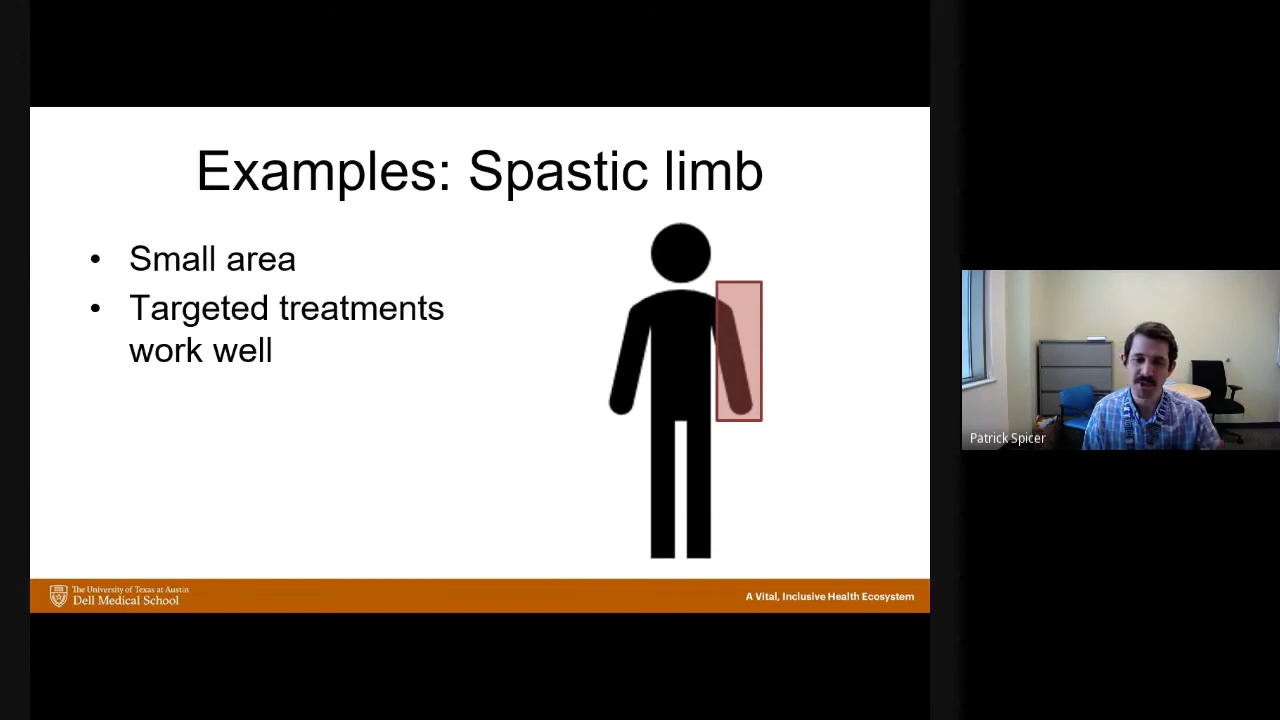 Examples: Spastic limb
• Small area
• Targeted treatments
work well
The University of Texas at Austin
Dell Medical School
A Vital, Inclusive Health Ecosystem
Patrick Spicer